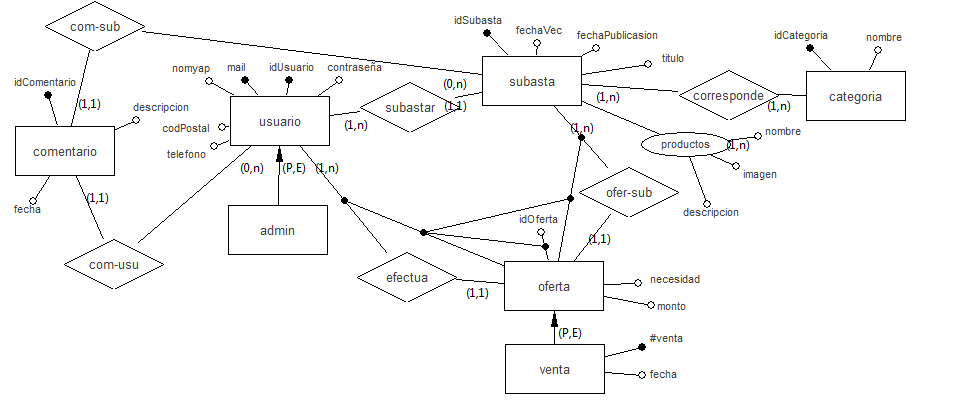 com-sub
idSubasta
fechaVec
fechaPublicasion
titulo
idCategoria
nombre
nomyap
mail
idUsuario
contraseña
idComentario
(1,1)
descripcion
usuario
subastar
(1,n)
(0,n)
(1,1)
subasta
(1,n)
corresponde
(1,n)
categoria
codPostal
telefono
comentario
(1,n)
productos
(1,n)
nombre
imagen
descripcion
(0,n)
(P,E)
(1,n)
fecha
(1,1)
admin
ofer-sub
idOferta
(1,1)
com-usu
efectua
(1,1)
oferta
necesidad
monto
(P,E)
#venta
venta
fecha